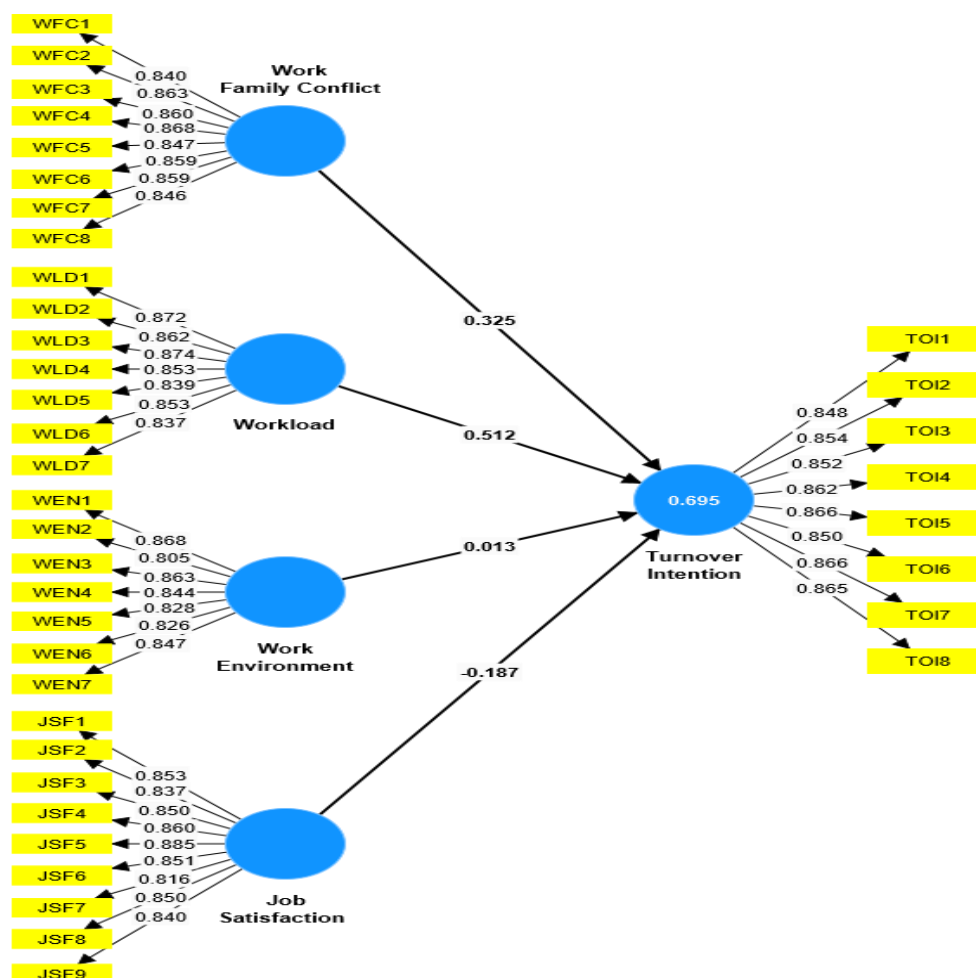 WFC1
WFC2
WFC3
WFC4
WFC5
WFC6
WFC7
WFC8
0.840
0.863
0.860
0.868
0.847
0.859
0.859
0.846
Work
Family Conflict
0.325
WLD1
WLD2
WLD3
WLD4
WLD5
WLD6
WLD7
0.872
0.862
0.874
0.853
0.839
0.853
0.837
Workload
0.512
WEN1
WEN2
WEN3
WEN4
WEN5
WEN6
WEN7
0.868
0.805
0.863
0.844
0.828
0.826
0.847
Work
Environment
0.013
JSF1
JSF2
JSF3
JSF4
JSF5
JSF6
JSF7
JSF8
JSF9
0.853
0.837
0.850
0.860
0.885
0.851
0.816
0.850
0.840
Job
Satisfaction
-0.187
0.695
Turnover
Intention
0.848
0.854
0.852
0.862
0.866
0.850
0.866
0.865
TOI1
TOI2
TOI3
TOI4
TOI5
TOI6
TOI7
TOI8